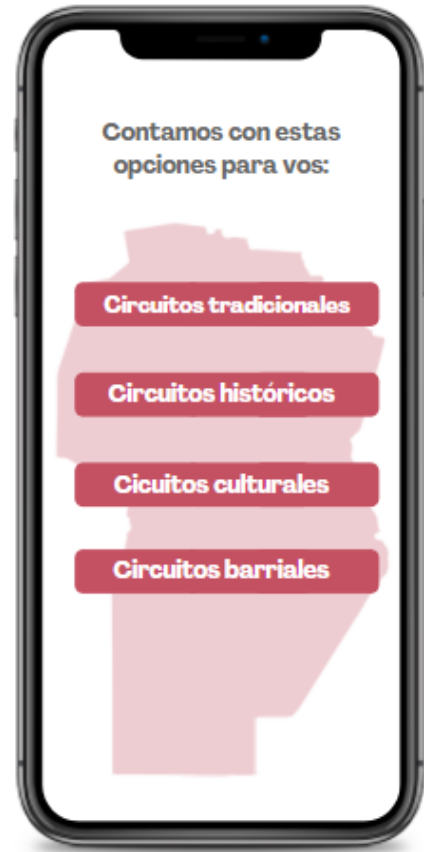 Contamos con estas
opciones para vos:
Circuitos tradicionales
Circuitos históricos
Cicuitos culturales
Circuitos barriales